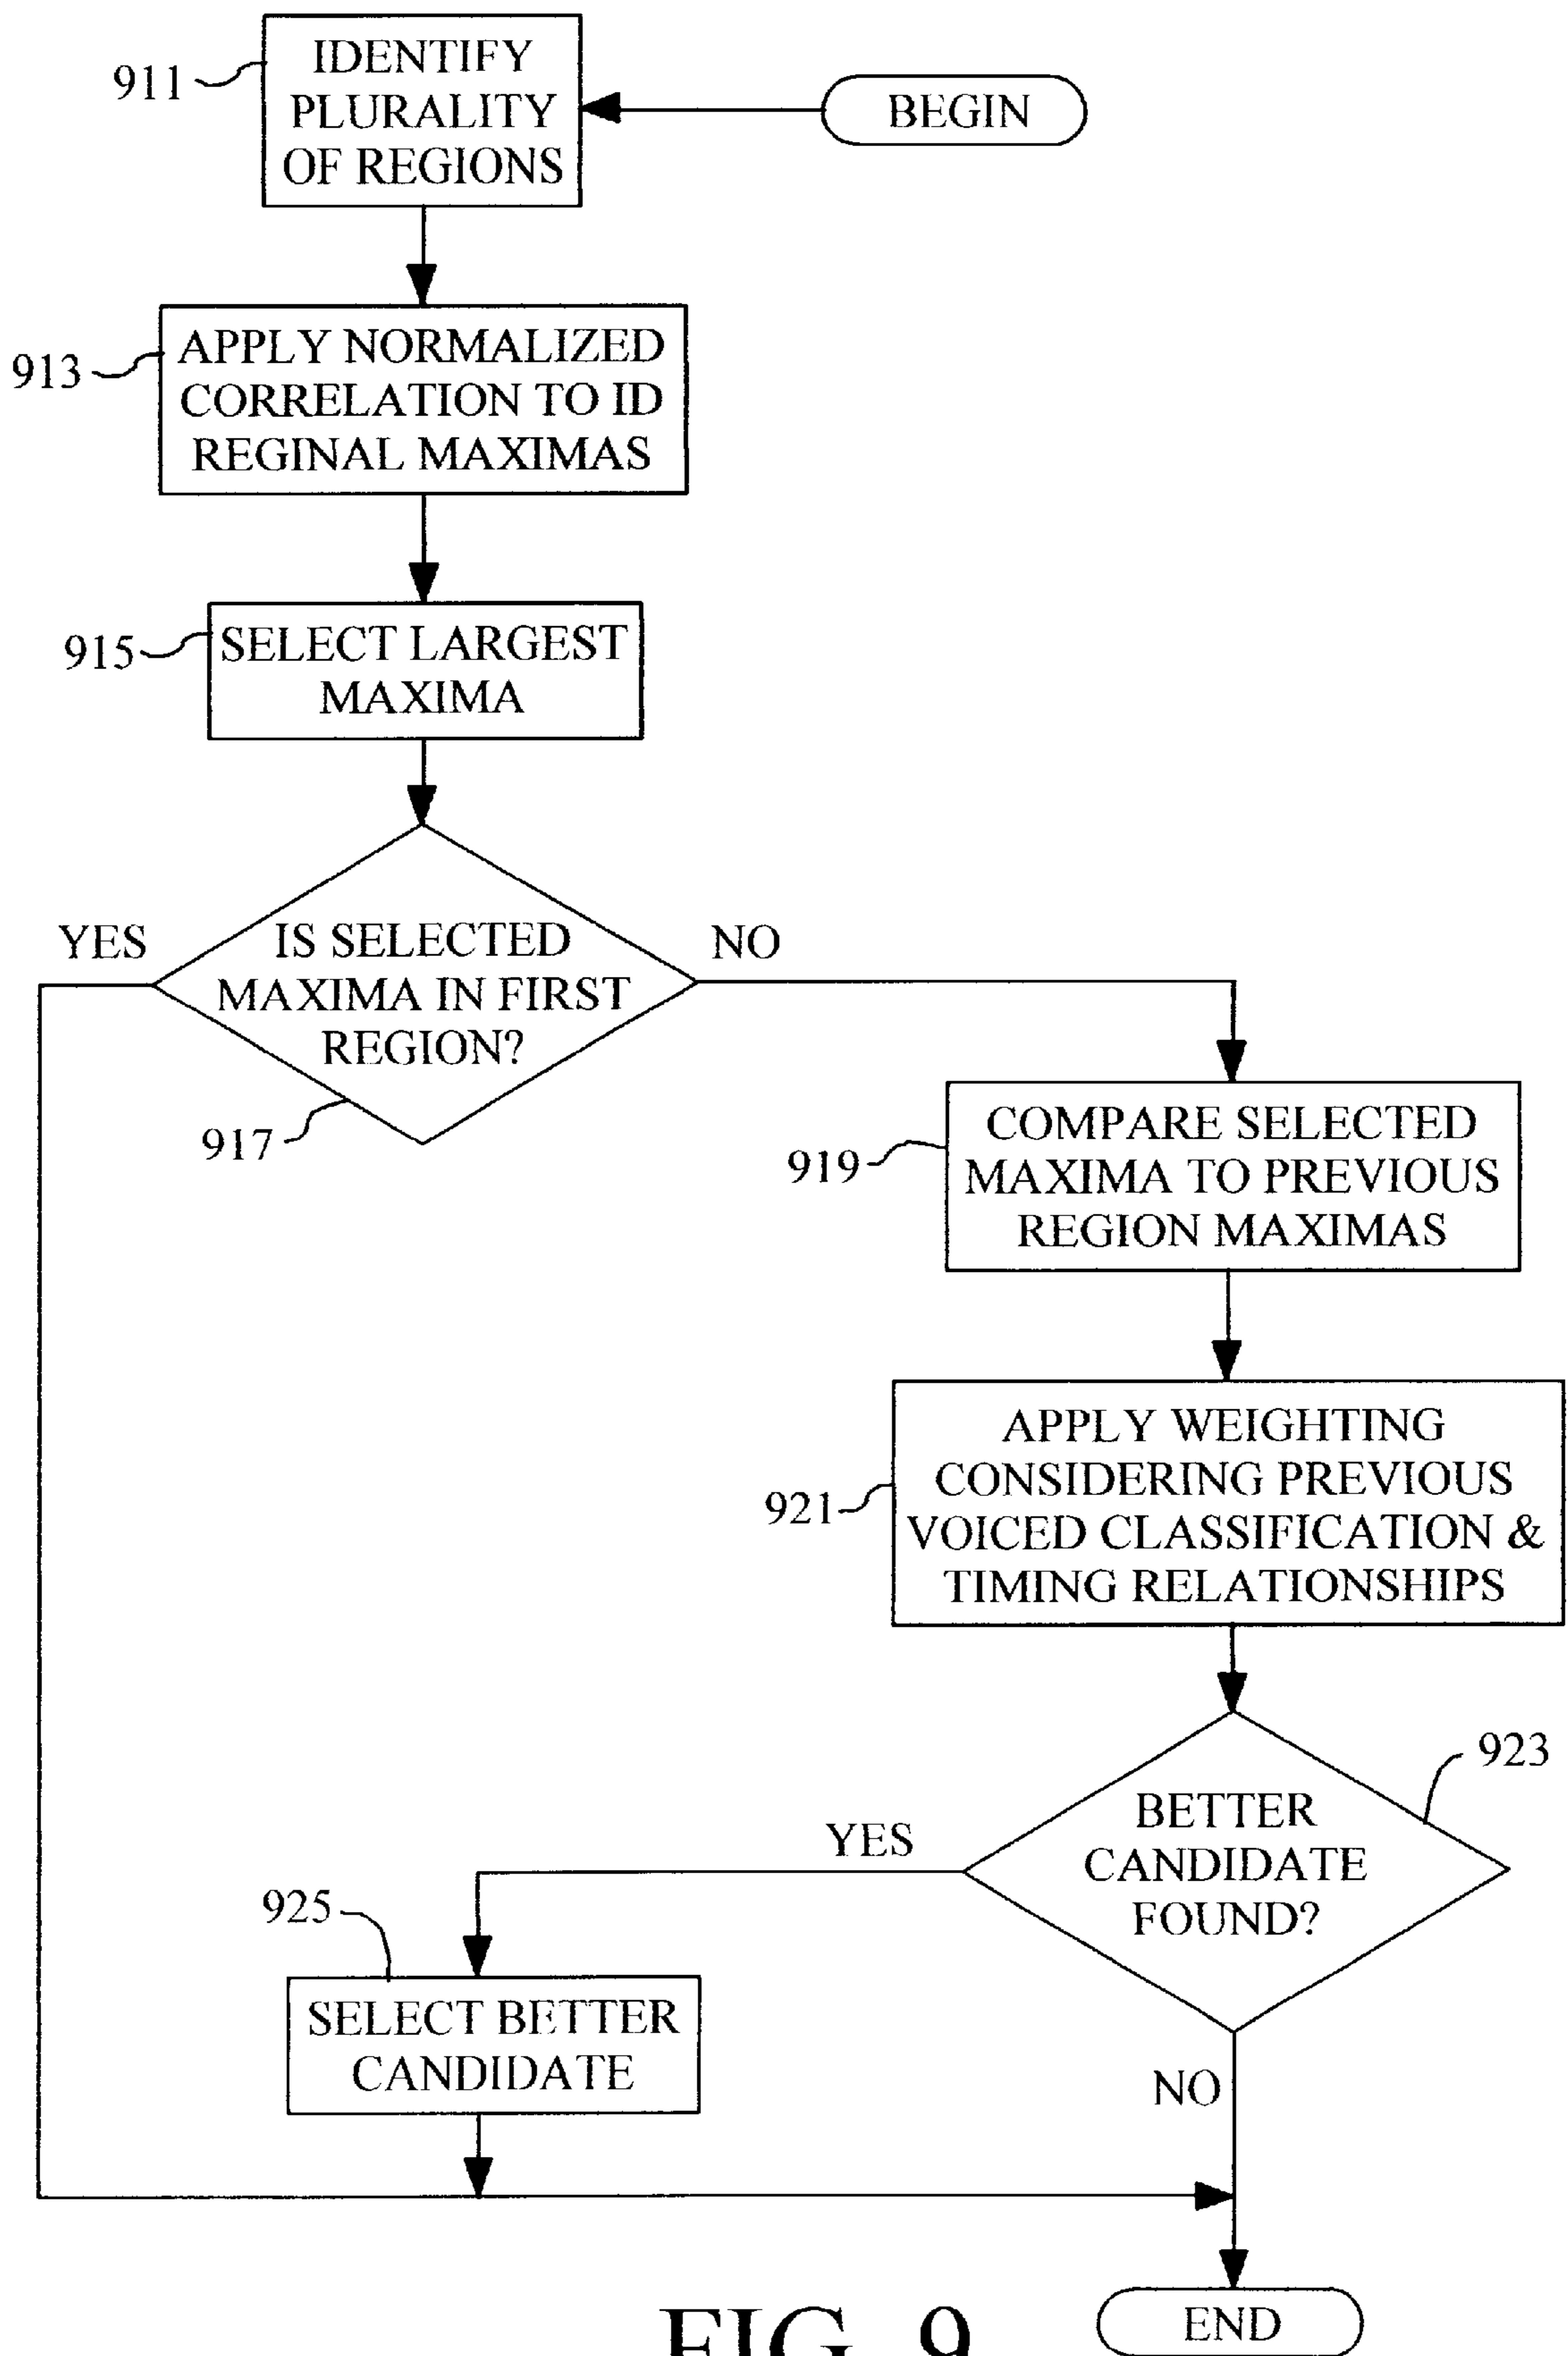 911
IDENTIFY
PLURALITY
OF REGIONS
BEGIN
913
APPLY NORMALIZED
CORRELATION TO ID
REGINAL MAXIMAS
915
SELECT LARGEST
MAXIMA
YES
IS SELECTED
MAXIMA IN FIRST
REGION?
NO
917
919
COMPARE SELECTED
MAXIMA TO PREVIOUS
REGION MAXIMAS
921
APPLY WEIGHTING
CONSIDERING PREVIOUS
VOICED CLASSIFICATION &
TIMING RELATIONSHIPS
923
BETTER
CANDIDATE
FOUND?
YES
925
SELECT BETTER
CANDIDATE
NO
END
FIG. 9